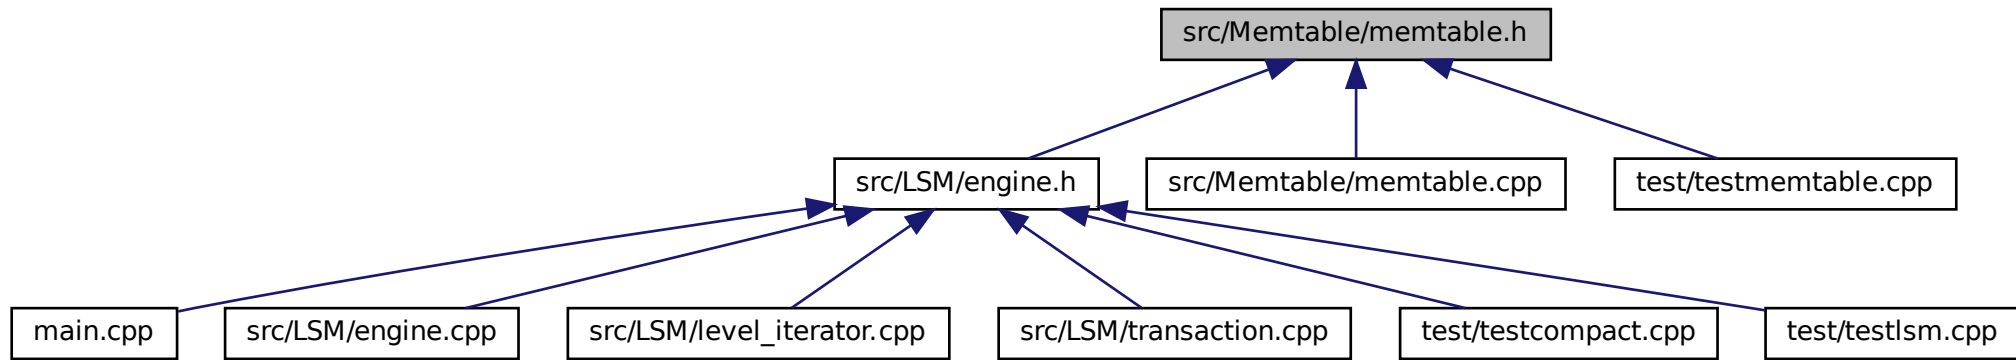 src/Memtable/memtable.h
src/LSM/engine.h
src/Memtable/memtable.cpp
test/testmemtable.cpp
main.cpp
src/LSM/engine.cpp
src/LSM/level_iterator.cpp
src/LSM/transaction.cpp
test/testcompact.cpp
test/testlsm.cpp